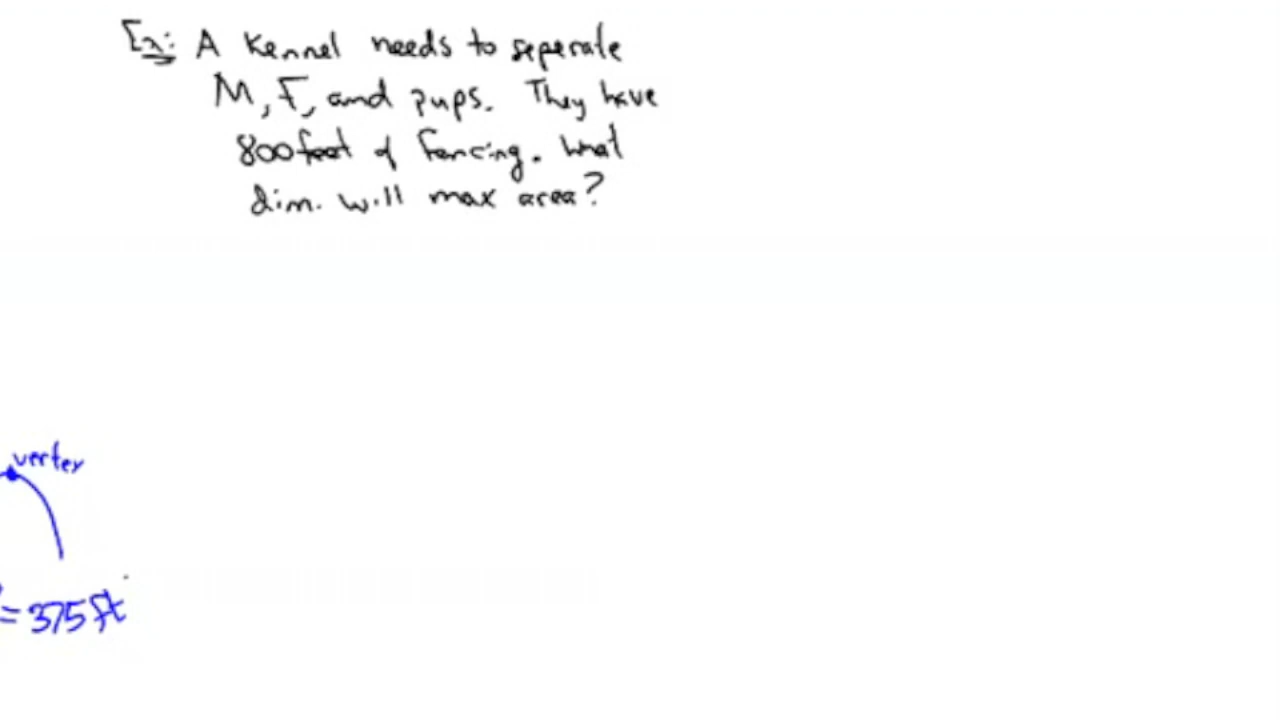 Ex: A Kennel needs to seperate
M, F, and pups. They have
800 feet of fencing. What
dim. will max area?
vertex
= 375 ft